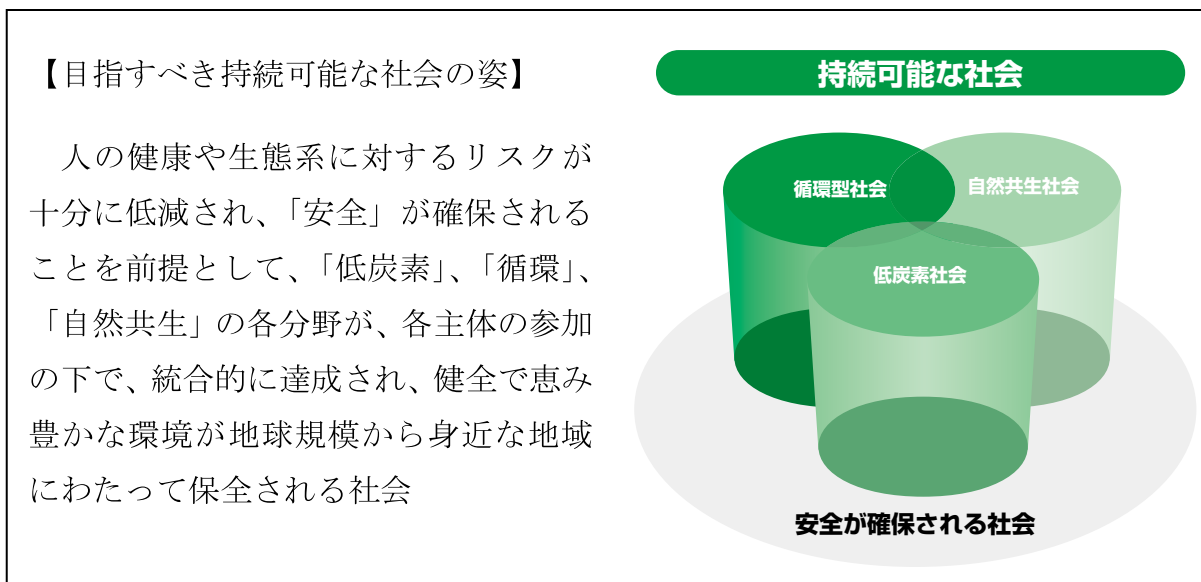 【目指すべき持続可能な社会の姿】
人の健康や生態系に対するリスクが
十分に低減され、「安全」が確保される
ことを前提として、「低炭素」、「循環」、
「自然共生」の各分野が、各主体の参加
の下で、統合的に達成され、健全で恵み
豊かな環境が地球規模から身近な地域
にわたって保全される社会
持続可能な社会
循環型社会
自然共生社会
低炭素社会
安全が確保される社会